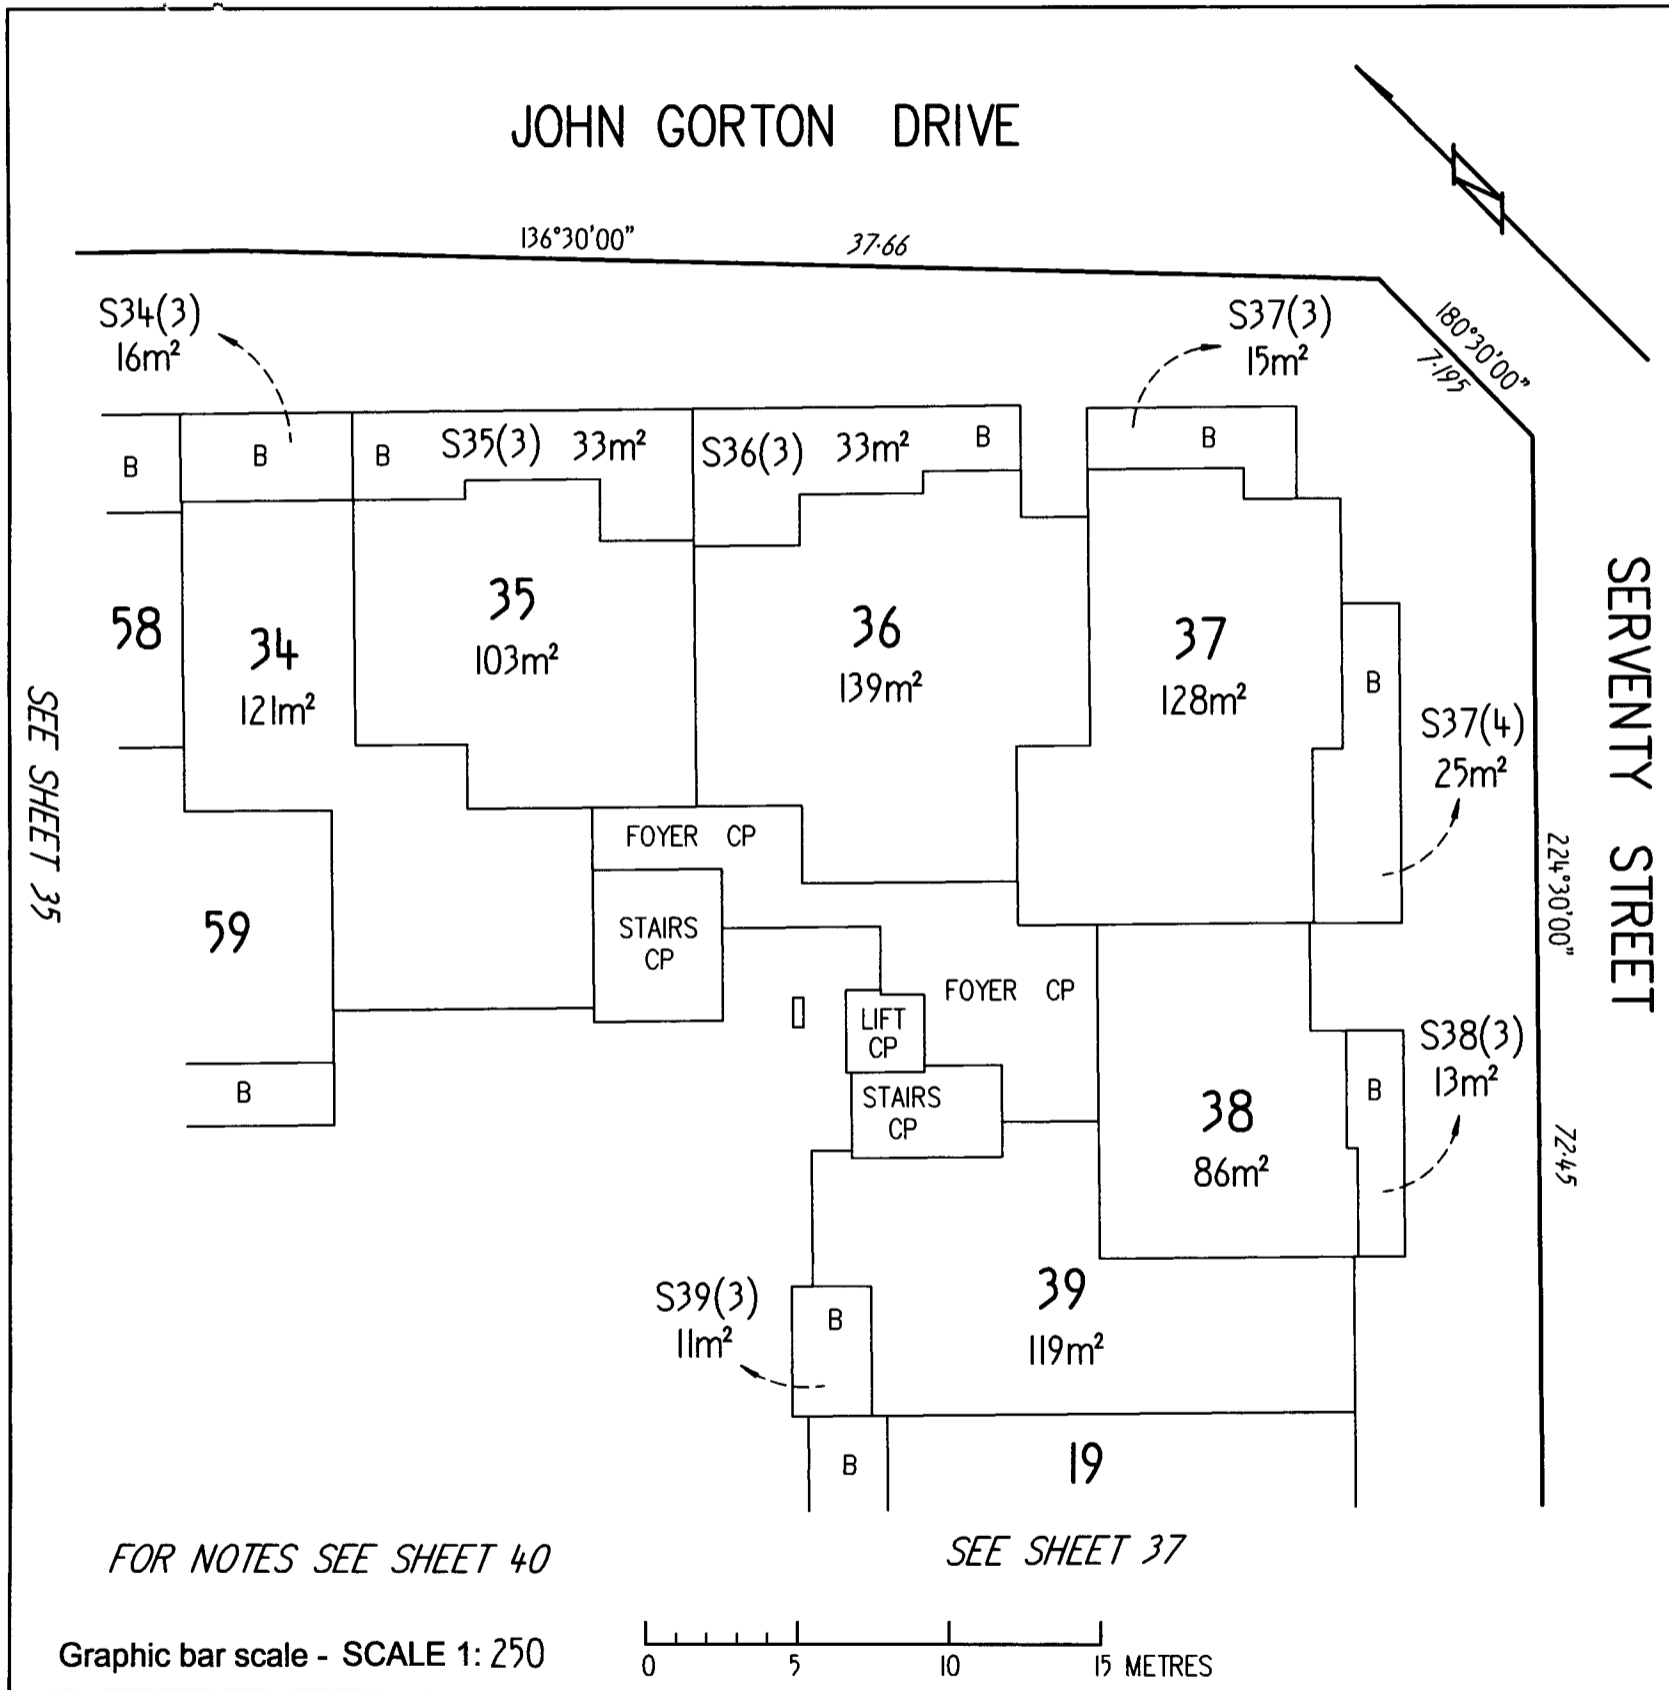 JOHN GORTON DRIVE
136°30'00" 37·66
180°30'00"
7·195
S34(3)
16m²
S37(3)
15m²
B
B
B
S35(3) 33m²
S36(3) 33m²
B
B
58
34
121m²
35
103m²
36
139m²
37
128m²
B
S37(4)
25m²
SERVENTY STREET
SEE SHEET 35
224°30'00"
72·45
FOYER CP
59
STAIRS
CP
FOYER CP
LIFT
CP
STAIRS
CP
B
38
86m²
B
S38(3)
13m²
S39(3)
11m²
B
39
119m²
B
19
FOR NOTES SEE SHEET 40
SEE SHEET 37
Graphic bar scale - SCALE 1: 250
0 5 10 15 METRES